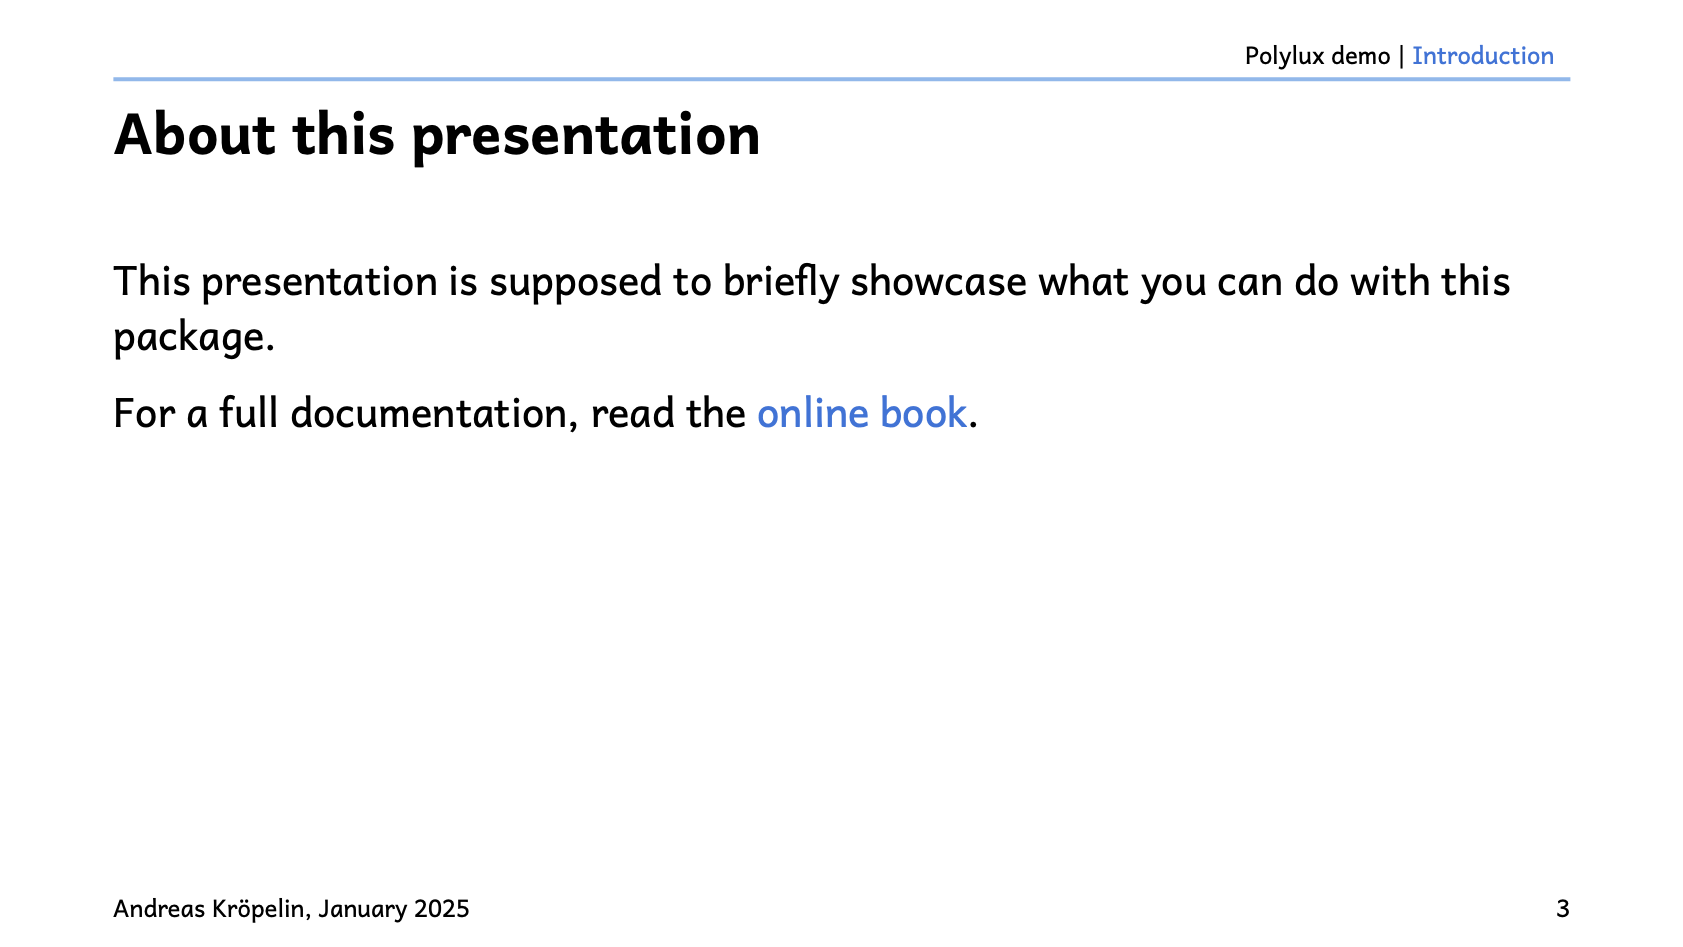 Polylux demo | Introduction
About this presentation
This presentation is supposed to briefly showcase what you can do with this
package.
For a full documentation, read the online book.
Andreas Kröpelin, January 2025
3